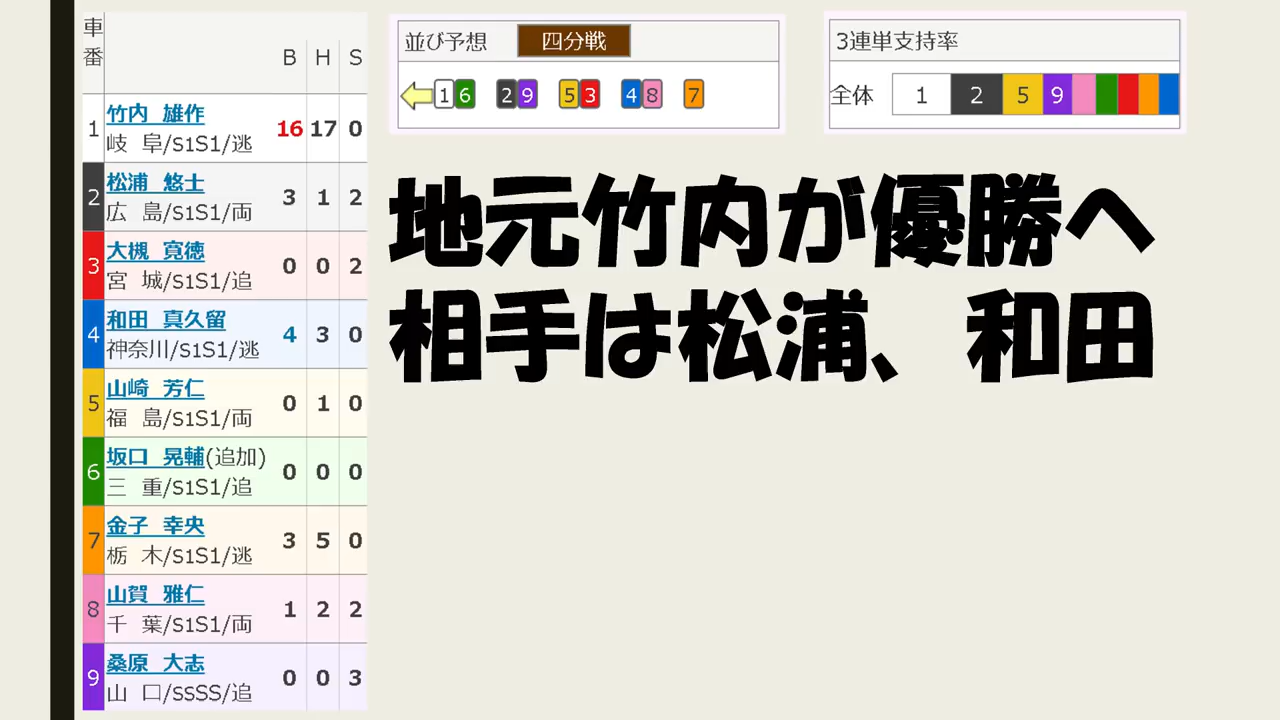 車番 B H S
1 竹内 雄作 16 17 0
岐 阜/S1S1/逃
2 松浦 悠士 3 1 2
広 島/S1S1/両
3 大槻 寛徳 0 0 2
宮 城/S1S1/追
4 和田 真久留 4 3 0
神奈川/S1S1/逃
5 山崎 芳仁 0 1 0
福 島/S1S1/両
6 坂口 晃輔(追加) 0 0 0
三 重/S1S1/追
7 金子 幸央 3 5 0
栃 木/S1S1/逃
8 山賀 雅仁 1 2 2
千 葉/S1S1/両
9 桑原 大志 0 0 3
山 口/SSSS/追
並び予想 四分戦
1 6 2 9 5 3 4 8 7
3連単支持率
全体 1 2 5 9
地元竹内が優勝へ
相手は松浦、和田